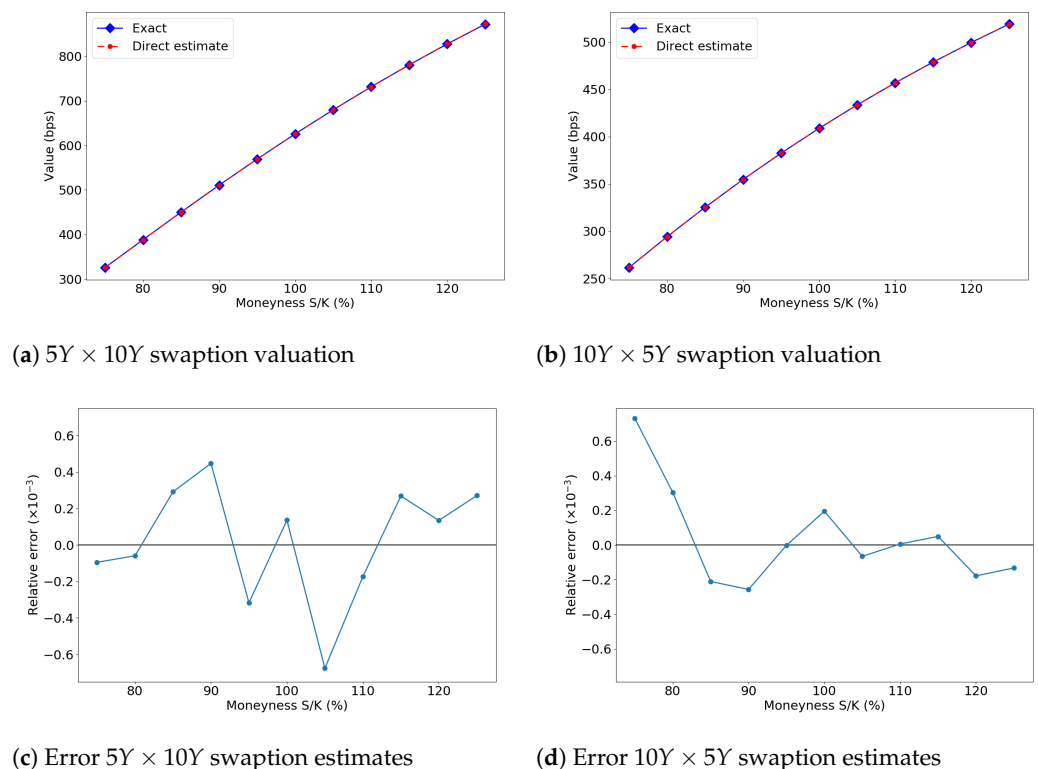 Exact
Direct estimate
800
700
600
500
400
300
Value (bps)
80
90
100
110
120
Moneyness S/K (%)
Exact
Direct estimate
500
450
400
350
300
250
Value (bps)
80
90
100
110
120
Moneyness S/K (%)
(a) 5Y × 10Y swaption valuation
(b) 10Y × 5Y swaption valuation
0.6
0.4
0.2
0.0
−0.2
−0.4
−0.6
Relative error (×10⁻³)
80
90
100
110
120
Moneyness S/K (%)
0.6
0.4
0.2
0.0
−0.2
−0.4
−0.6
Relative error (×10⁻³)
80
90
100
110
120
Moneyness S/K (%)
(c) Error 5Y × 10Y swaption estimates
(d) Error 10Y × 5Y swaption estimates